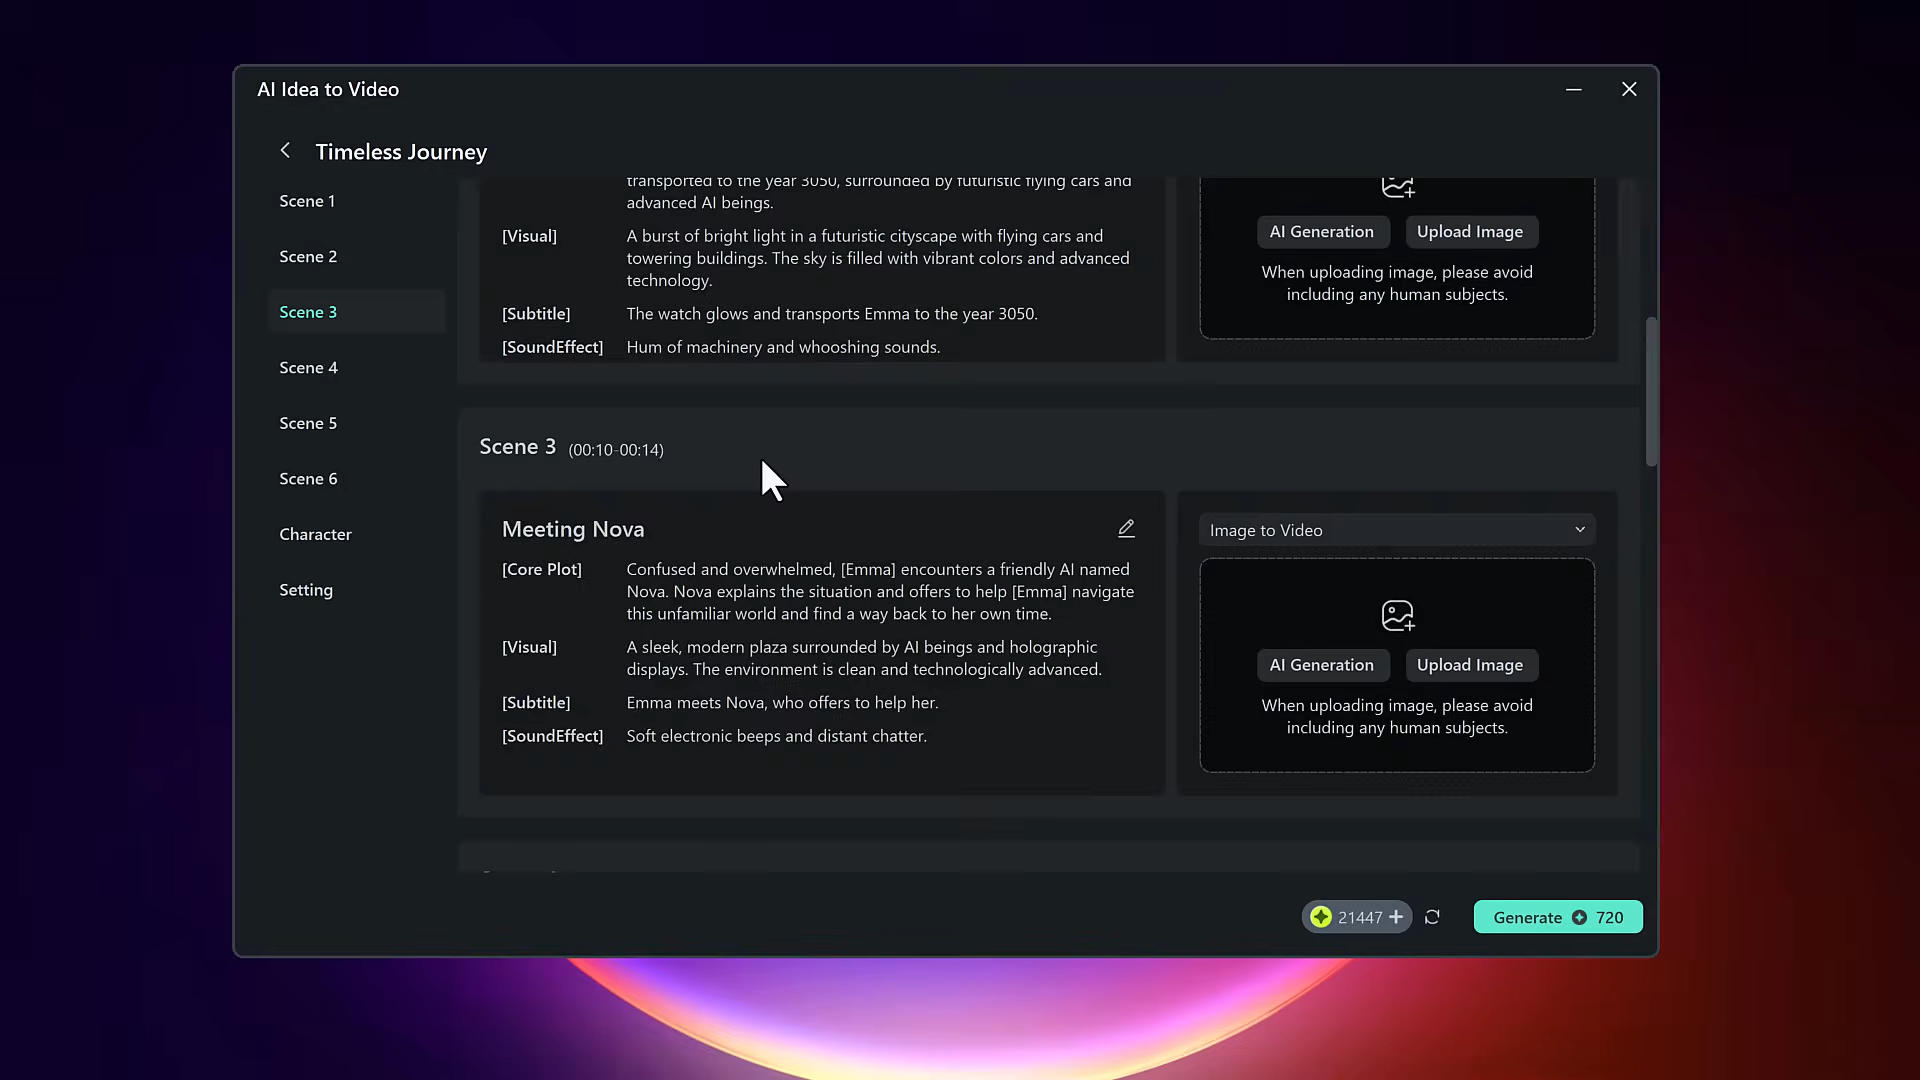 AI Idea to Video
Timeless Journey
Scene 1
Scene 2
Scene 3
Scene 4
Scene 5
Scene 6
Character
Setting
transported to the year 3050, surrounded by futuristic flying cars and
advanced AI beings.
[Visual] A burst of bright light in a futuristic cityscape with flying cars and
towering buildings. The sky is filled with vibrant colors and advanced
technology.
[Subtitle] The watch glows and transports Emma to the year 3050.
[SoundEffect] Hum of machinery and whooshing sounds.
AI Generation Upload Image
When uploading image, please avoid
including any human subjects.
Scene 3 (00:10-00:14)
Meeting Nova
[Core Plot] Confused and overwhelmed, [Emma] encounters a friendly AI named
Nova. Nova explains the situation and offers to help [Emma] navigate
this unfamiliar world and find a way back to her own time.
[Visual] A sleek, modern plaza surrounded by AI beings and holographic
displays. The environment is clean and technologically advanced.
[Subtitle] Emma meets Nova, who offers to help her.
[SoundEffect] Soft electronic beeps and distant chatter.
Image to Video
AI Generation Upload Image
When uploading image, please avoid
including any human subjects.
21447
Generate 720